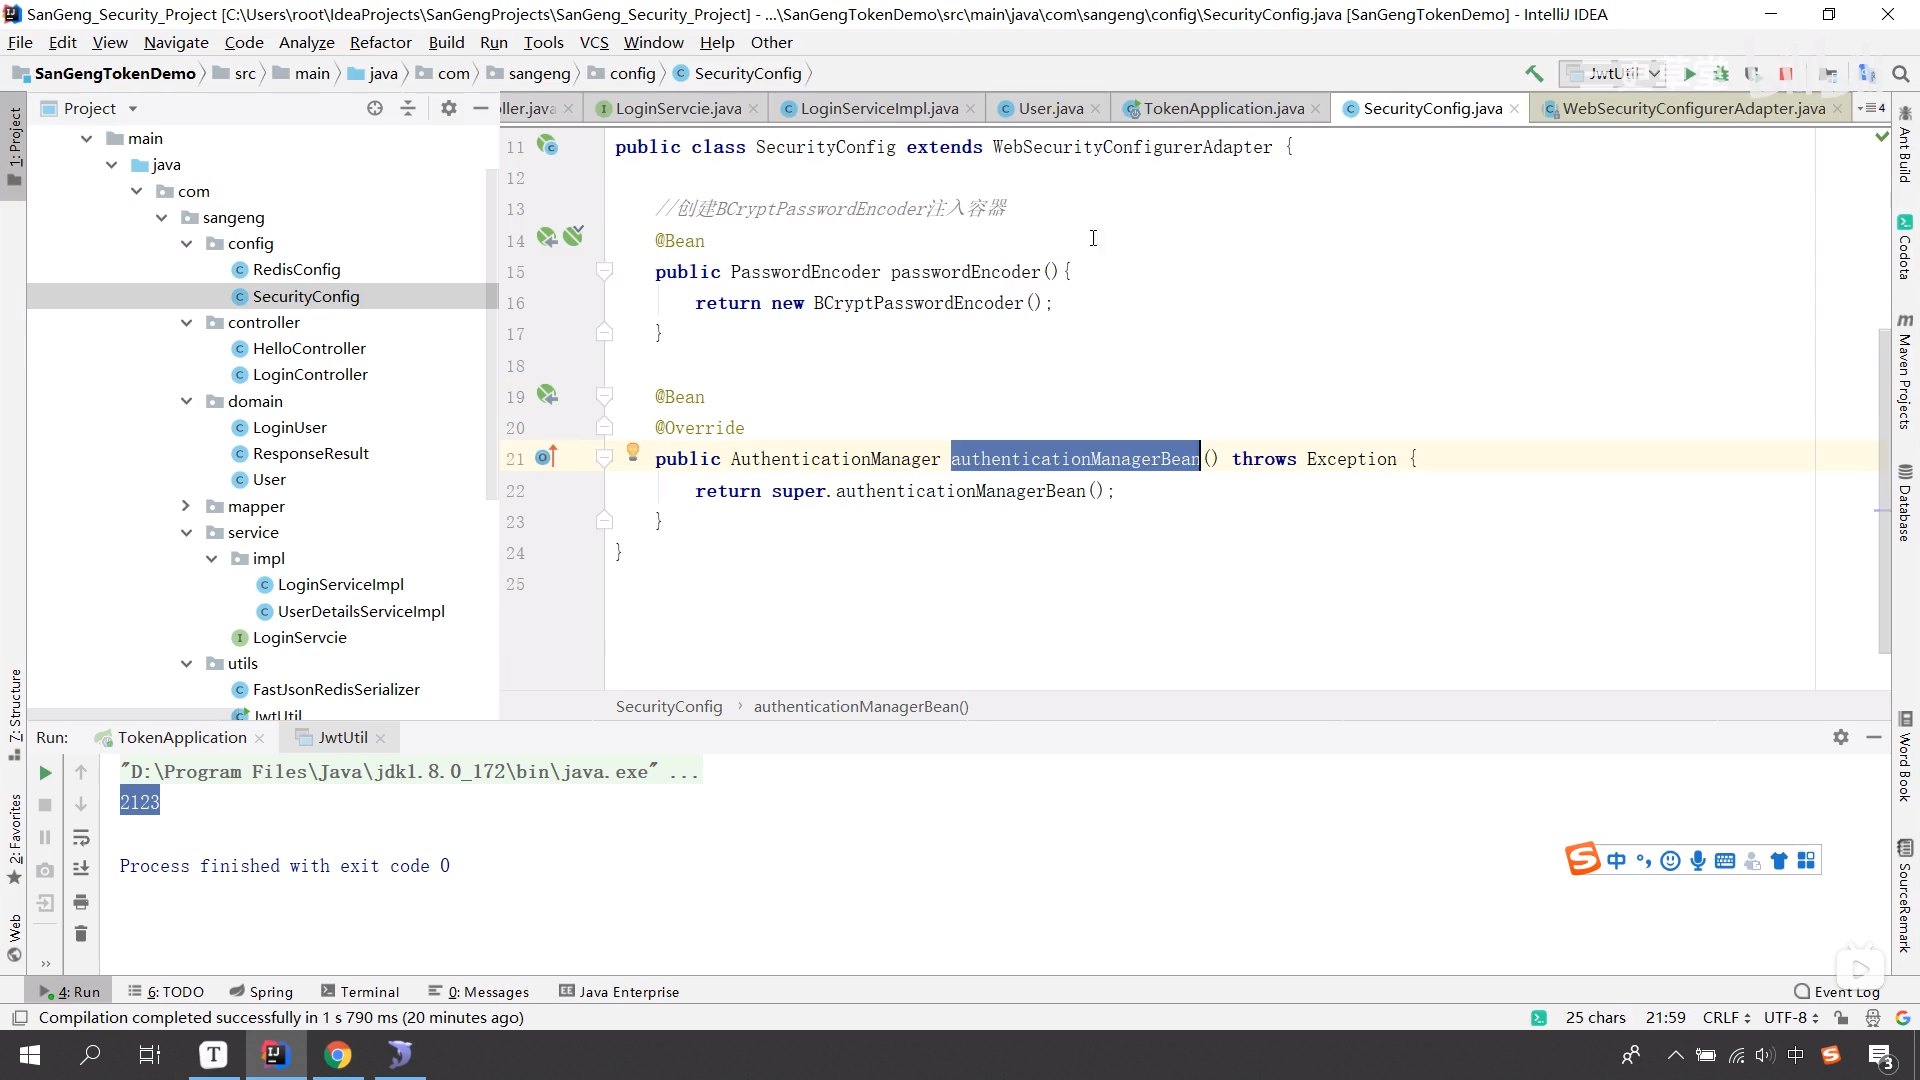 SanGeng_Security_Project [C:\Users\root\IdeaProjects\SanGengProjects\SanGeng_Security_Project] - ...\SanGengTokenDemo\src\main\java\com\sangeng\config\SecurityConfig.java [SanGengTokenDemo] - IntelliJ IDEA
File Edit View Navigate Code Analyze Refactor Build Run Tools VCS Window Help Other
SanGengTokenDemo src main java com sangeng config SecurityConfig JwtUtil
Project
ller.java LoginServcie.java LoginServiceImpl.java User.java TokenApplication.java SecurityConfig.java WebSecurityConfigurerAdapter.java 4
main
java
com
sangeng
config
RedisConfig
SecurityConfig
controller
HelloController
LoginController
domain
LoginUser
ResponseResult
User
mapper
service
impl
LoginServiceImpl
UserDetailsServiceImpl
LoginServcie
utils
FastJsonRedisSerializer
JwtUtil
11 public class SecurityConfig extends WebSecurityConfigurerAdapter {
12
13 //创建BCryptPasswordEncoder注入容器
14 @Bean
15 public PasswordEncoder passwordEncoder(){
16 return new BCryptPasswordEncoder();
17 }
18
19 @Bean
20 @Override
21 public AuthenticationManager authenticationManagerBean() throws Exception {
22 return super.authenticationManagerBean();
23 }
24 }
25
SecurityConfig › authenticationManagerBean()
1: Project
Z: Structure
2: Favorites
Web
Ant Build
Codota
Maven Projects
Database
Word Book
SourceRemark
Run: TokenApplication JwtUtil
"D:\Program Files\Java\jdk1.8.0_172\bin\java.exe" ...
2123
Process finished with exit code 0
中
4: Run 6: TODO Spring Terminal 0: Messages Java Enterprise Event Log
Compilation completed successfully in 1 s 790 ms (20 minutes ago) 25 chars 21:59 CRLF UTF-8
中 3